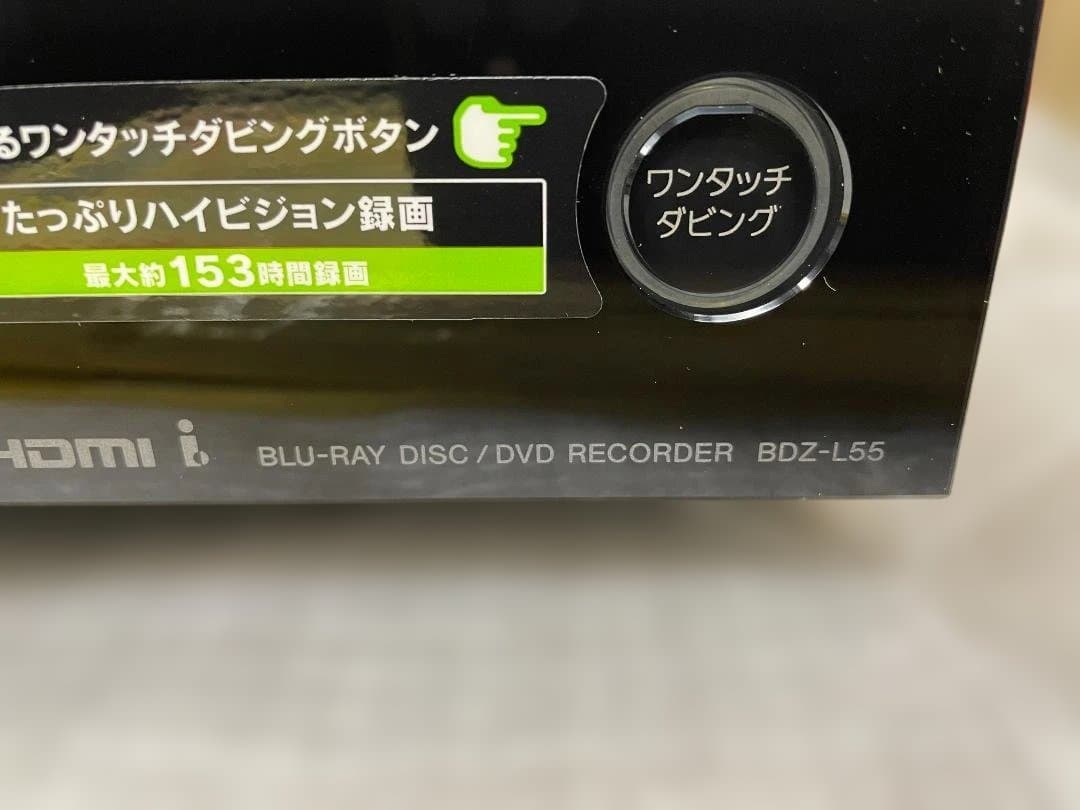 るワンタッチダビングボタン
たっぷりハイビジョン録画
最大約153時間録画
ワンタッチ
ダビング
HDMI i BLU-RAY DISC / DVD RECORDER BDZ-L55